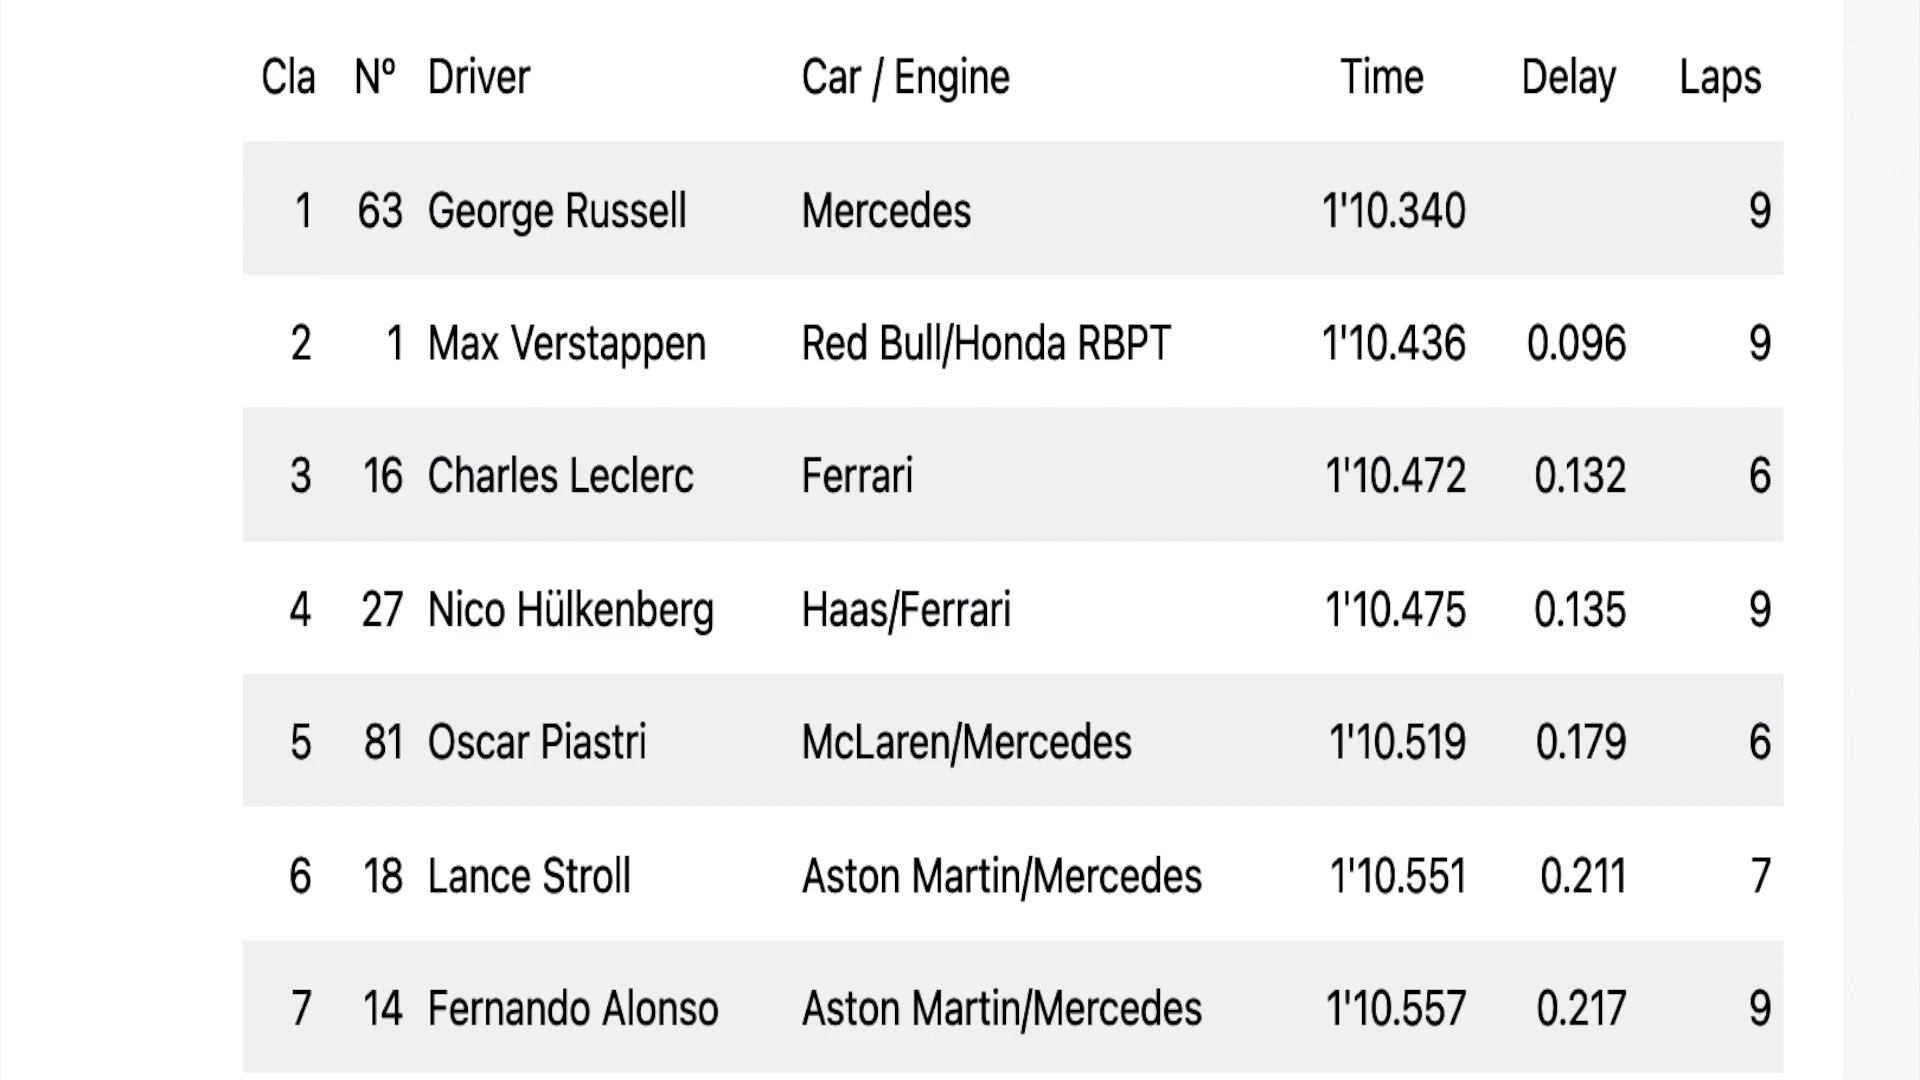 Cla Nº Driver Car / Engine Time Delay Laps
1 63 George Russell Mercedes 1'10.340 9
2 1 Max Verstappen Red Bull/Honda RBPT 1'10.436 0.096 9
3 16 Charles Leclerc Ferrari 1'10.472 0.132 6
4 27 Nico Hülkenberg Haas/Ferrari 1'10.475 0.135 9
5 81 Oscar Piastri McLaren/Mercedes 1'10.519 0.179 6
6 18 Lance Stroll Aston Martin/Mercedes 1'10.551 0.211 7
7 14 Fernando Alonso Aston Martin/Mercedes 1'10.557 0.217 9